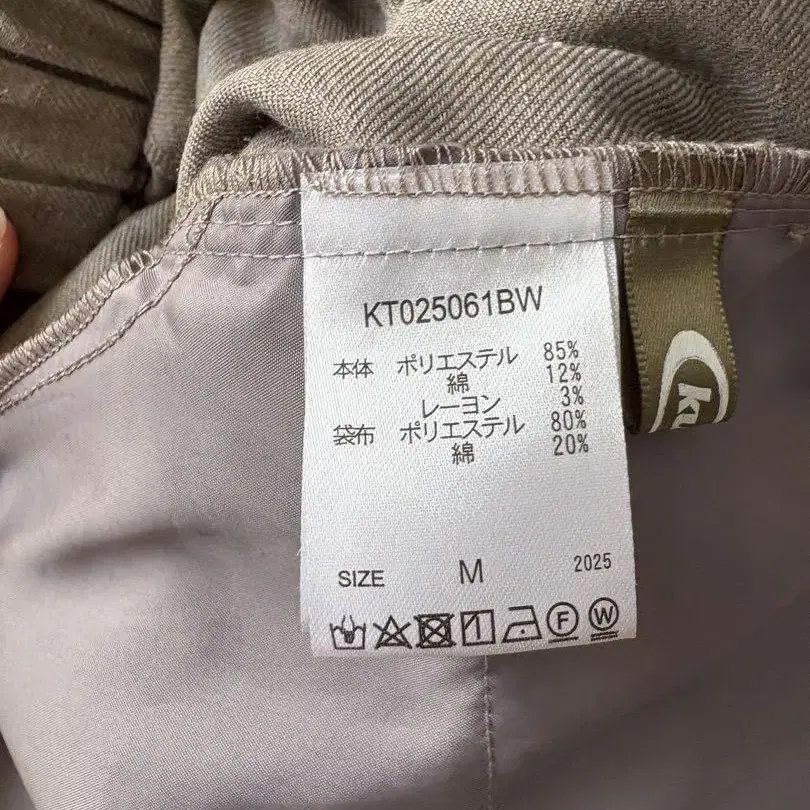 KT025061BW
本体 ポリエステル 85%
綿 12%
レーヨン 3%
袋布 ポリエステル 80%
綿 20%
SIZE M 2025
F W